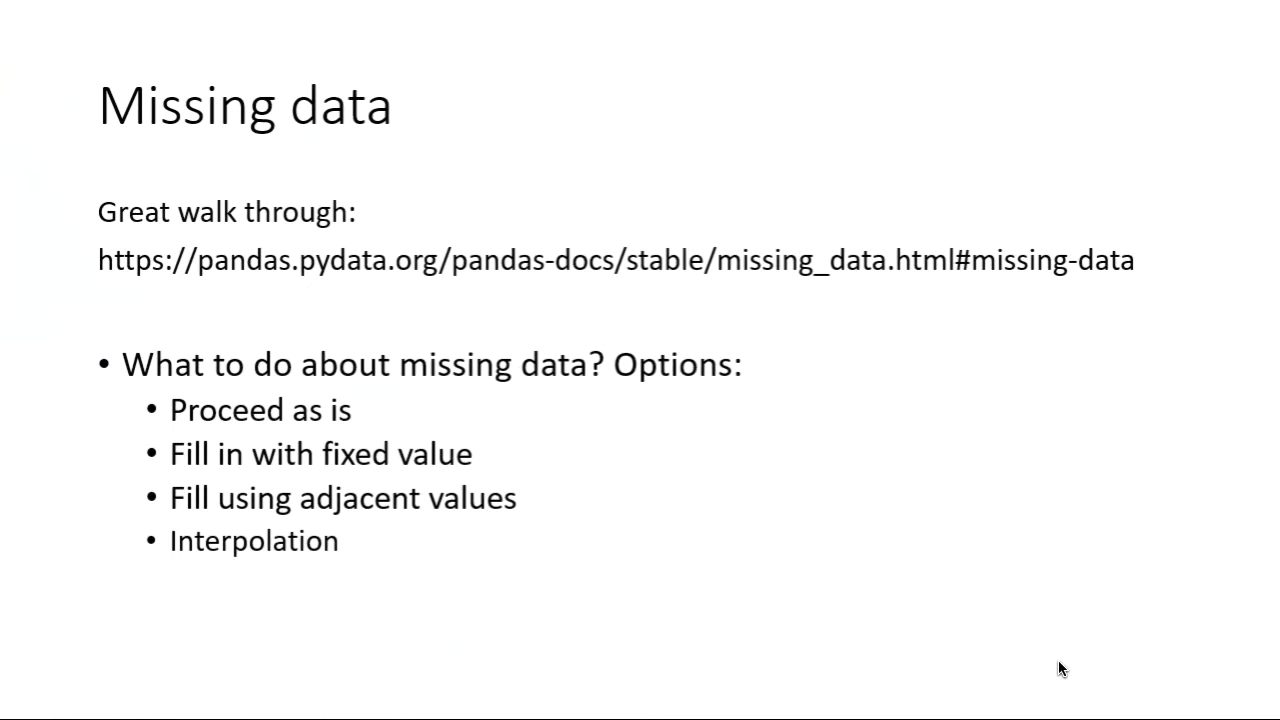 Missing data
Great walk through:
https://pandas.pydata.org/pandas-docs/stable/missing_data.html#missing-data
• What to do about missing data? Options:
• Proceed as is
• Fill in with fixed value
• Fill using adjacent values
• Interpolation